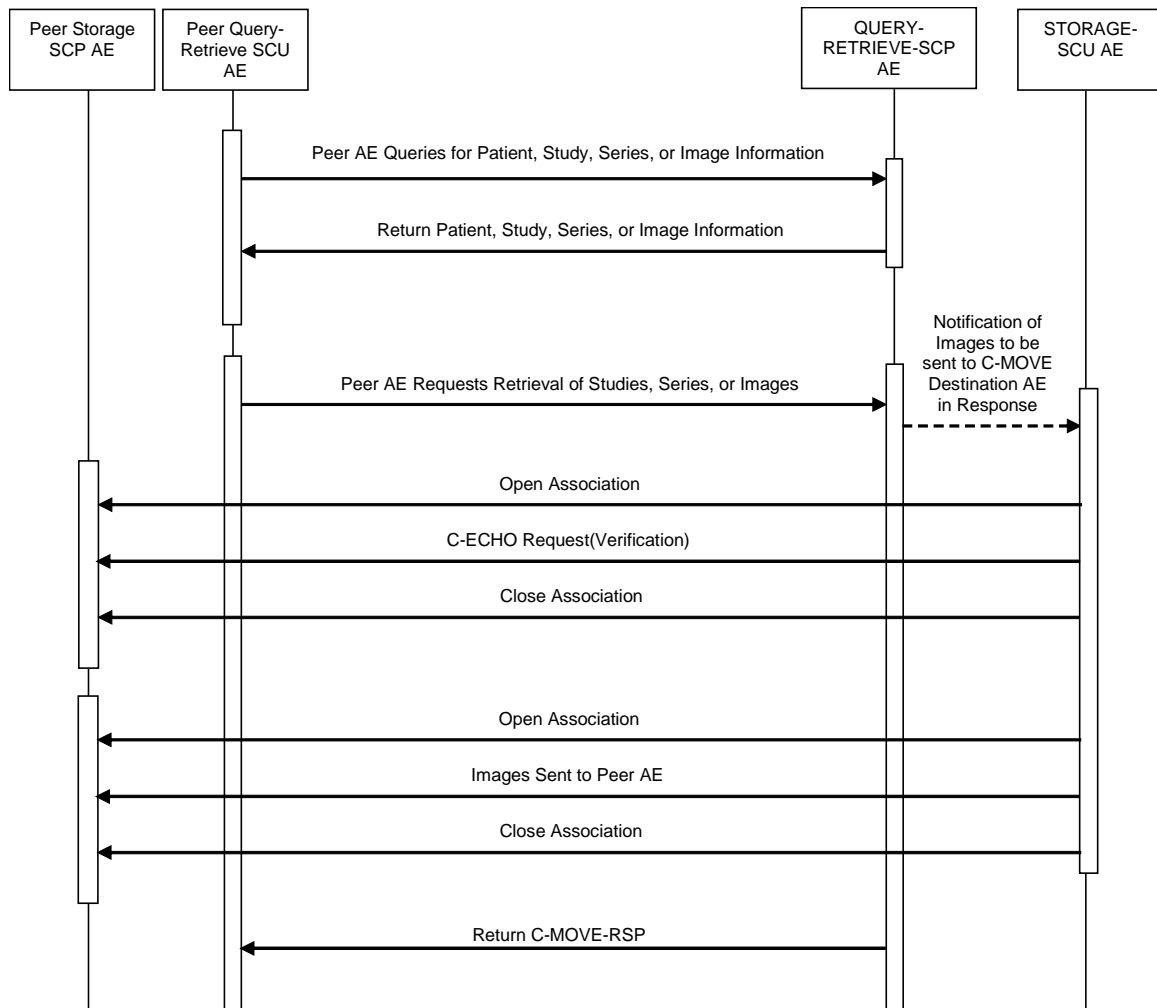 Peer Storage
SCP AE
Peer Query-
Retrieve SCU
AE
QUERY-
RETRIEVE-SCP
AE
STORAGE-
SCU AE
Peer AE Queries for Patient, Study, Series, or Image Information
Return Patient, Study, Series, or Image Information
Notification of
Images to be
sent to C-MOVE
Destination AE
in Response
Peer AE Requests Retrieval of Studies, Series, or Images
Open Association
C-ECHO Request(Verification)
Close Association
Open Association
Images Sent to Peer AE
Close Association
Return C-MOVE-RSP